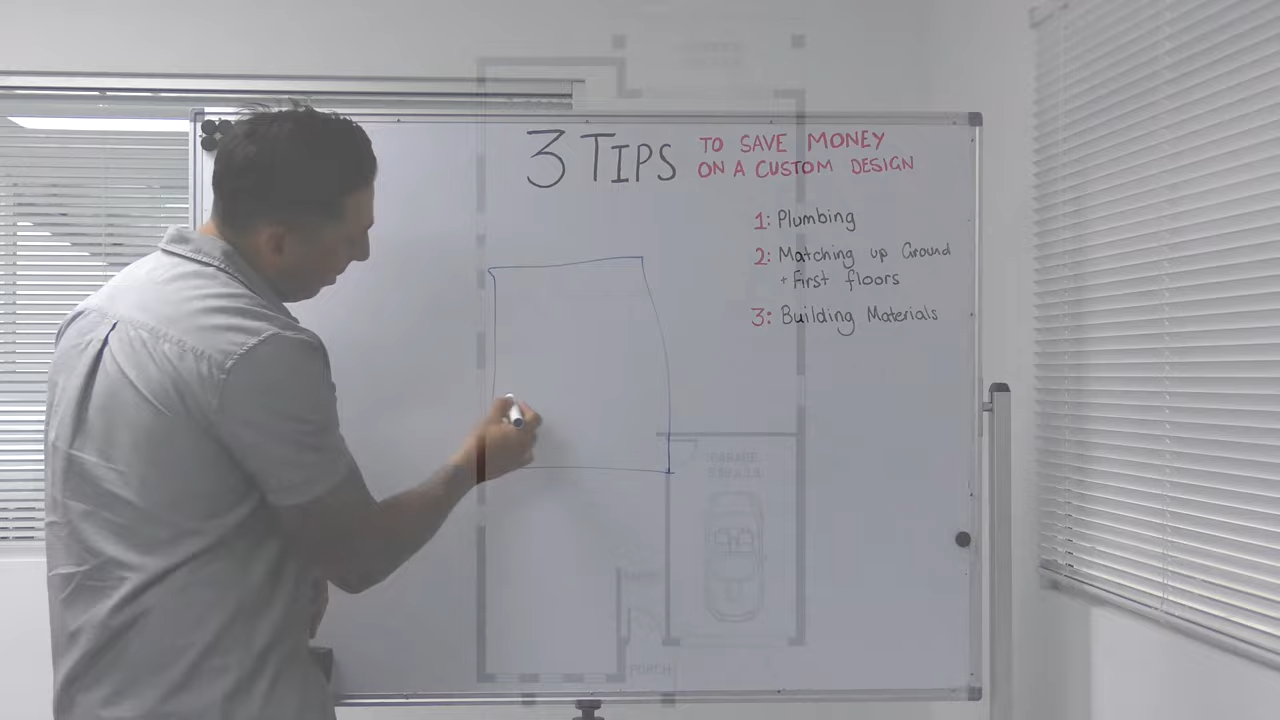 3 TIPS TO SAVE MONEY
ON A CUSTOM DESIGN
1: Plumbing
2: Matching up Ground
+ First floors
3: Building Materials
GARAGE
PORCH